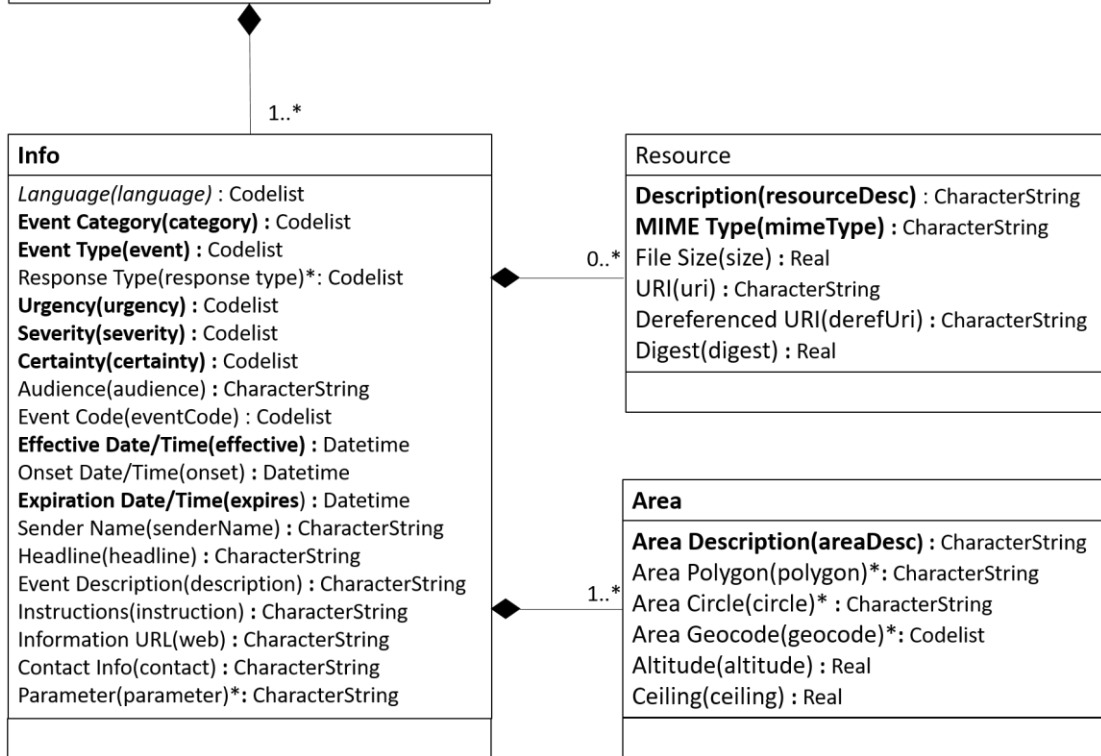 1..*
Info
Language(language) : Codelist
Event Category(category) : Codelist
Event Type(event) : Codelist
Response Type(response type)*: Codelist
Urgency(urgency) : Codelist
Severity(severity) : Codelist
Certainty(certainty) : Codelist
Audience(audience) : CharacterString
Event Code(eventCode) : Codelist
Effective Date/Time(effective) : Datetime
Onset Date/Time(onset) : Datetime
Expiration Date/Time(expires) : Datetime
Sender Name(senderName) : CharacterString
Headline(headline) : CharacterString
Event Description(description) : CharacterString
Instructions(instruction) : CharacterString
Information URL(web) : CharacterString
Contact Info(contact) : CharacterString
Parameter(parameter)*: CharacterString
0..*
Resource
Description(resourceDesc) : CharacterString
MIME Type(mimeType) : CharacterString
File Size(size) : Real
URI(uri) : CharacterString
Dereferenced URI(derefUri) : CharacterString
Digest(digest) : Real
1..*
Area
Area Description(areaDesc) : CharacterString
Area Polygon(polygon)*: CharacterString
Area Circle(circle)* : CharacterString
Area Geocode(geocode)*: Codelist
Altitude(altitude) : Real
Ceiling(ceiling) : Real